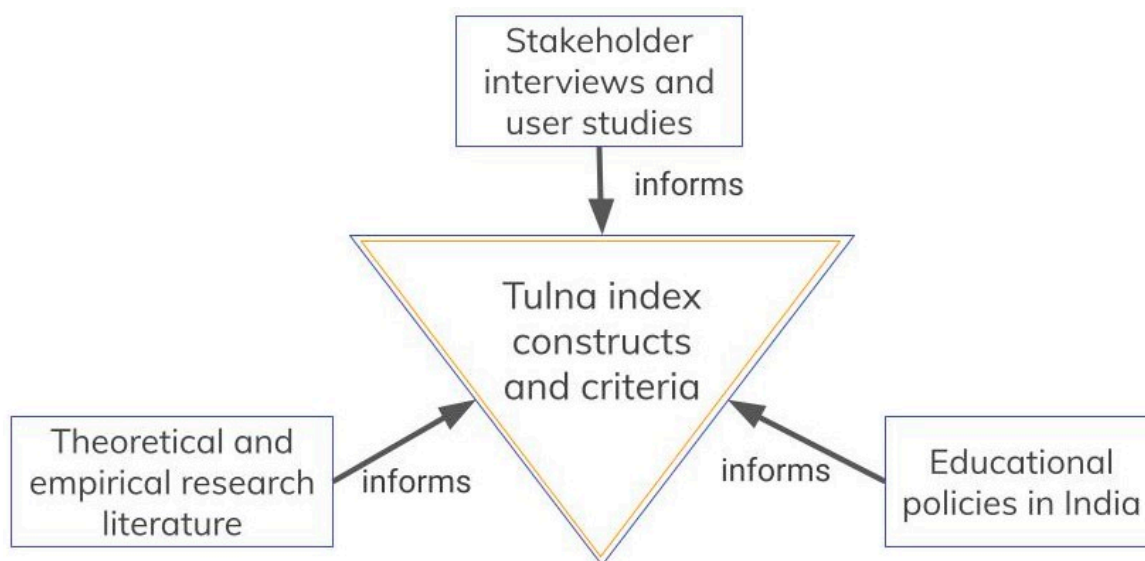 Stakeholder
interviews and
user studies
informs
Tulna index
constructs
and criteria
Theoretical and
empirical research
literature
informs
informs
Educational
policies in India